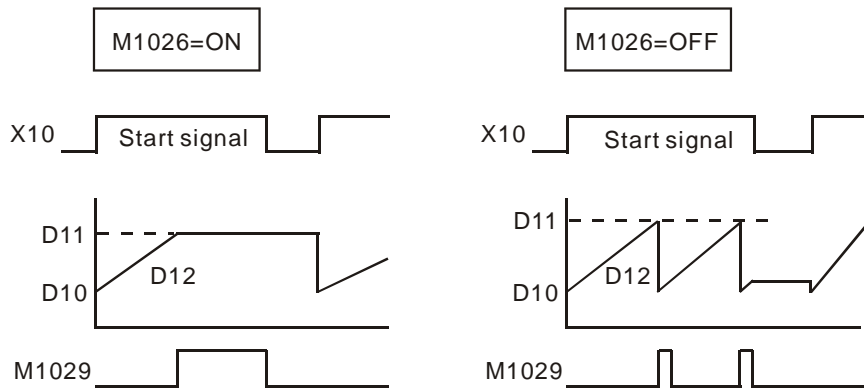 M1026=ON
X10
Start signal
D11
D12
D10
M1029
M1026=OFF
X10
Start signal
D11
D12
D10
M1029